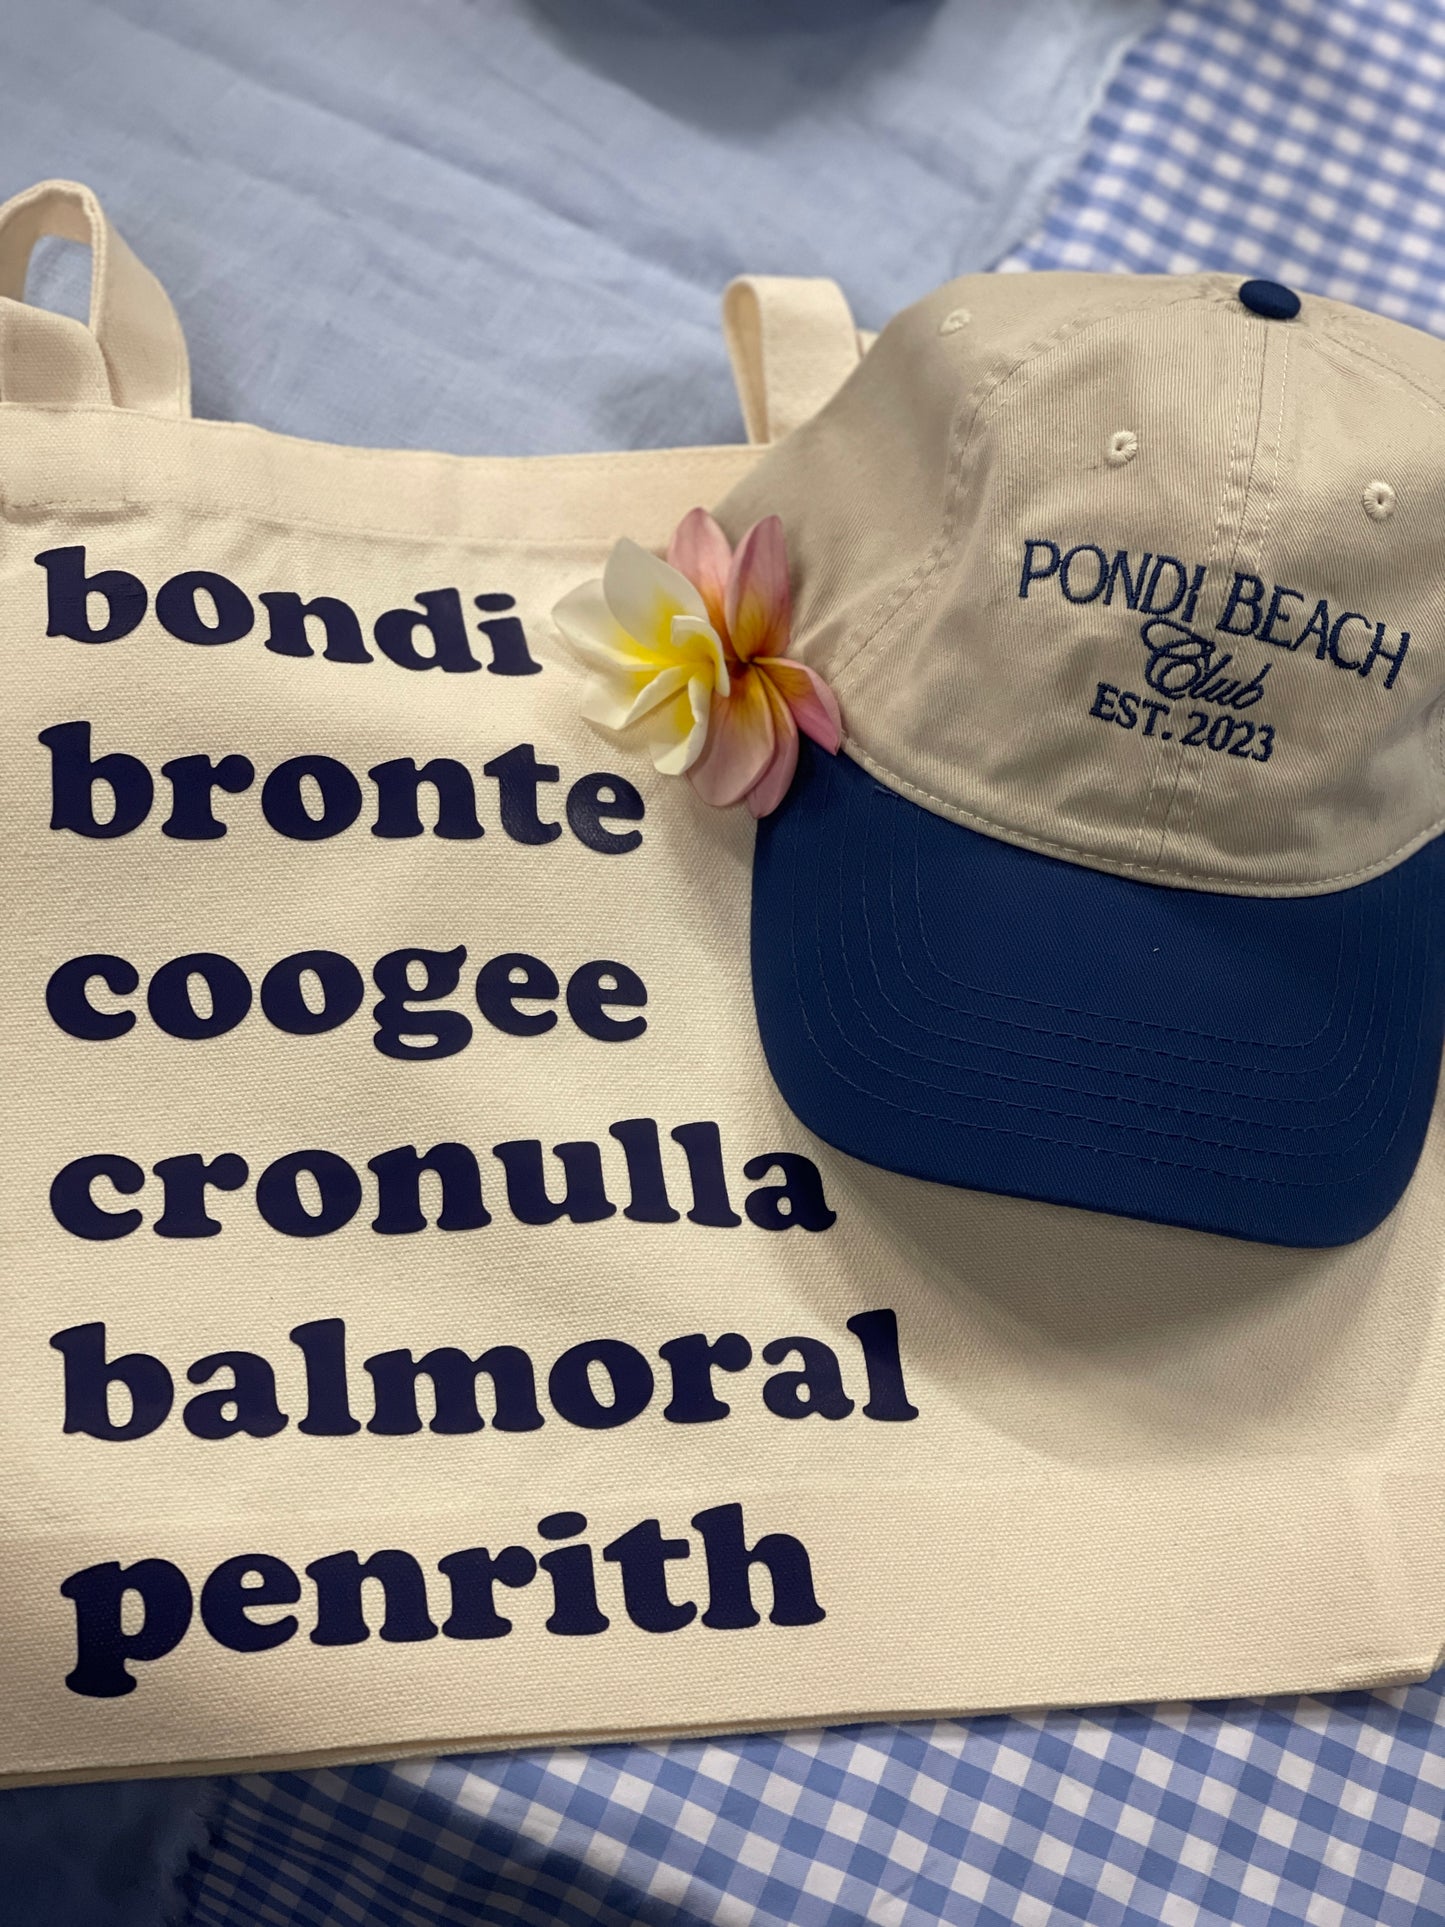 bondi
bronte
coogee
cronulla
balmoral
penrith
PONDI BEACH
Club
EST. 2023